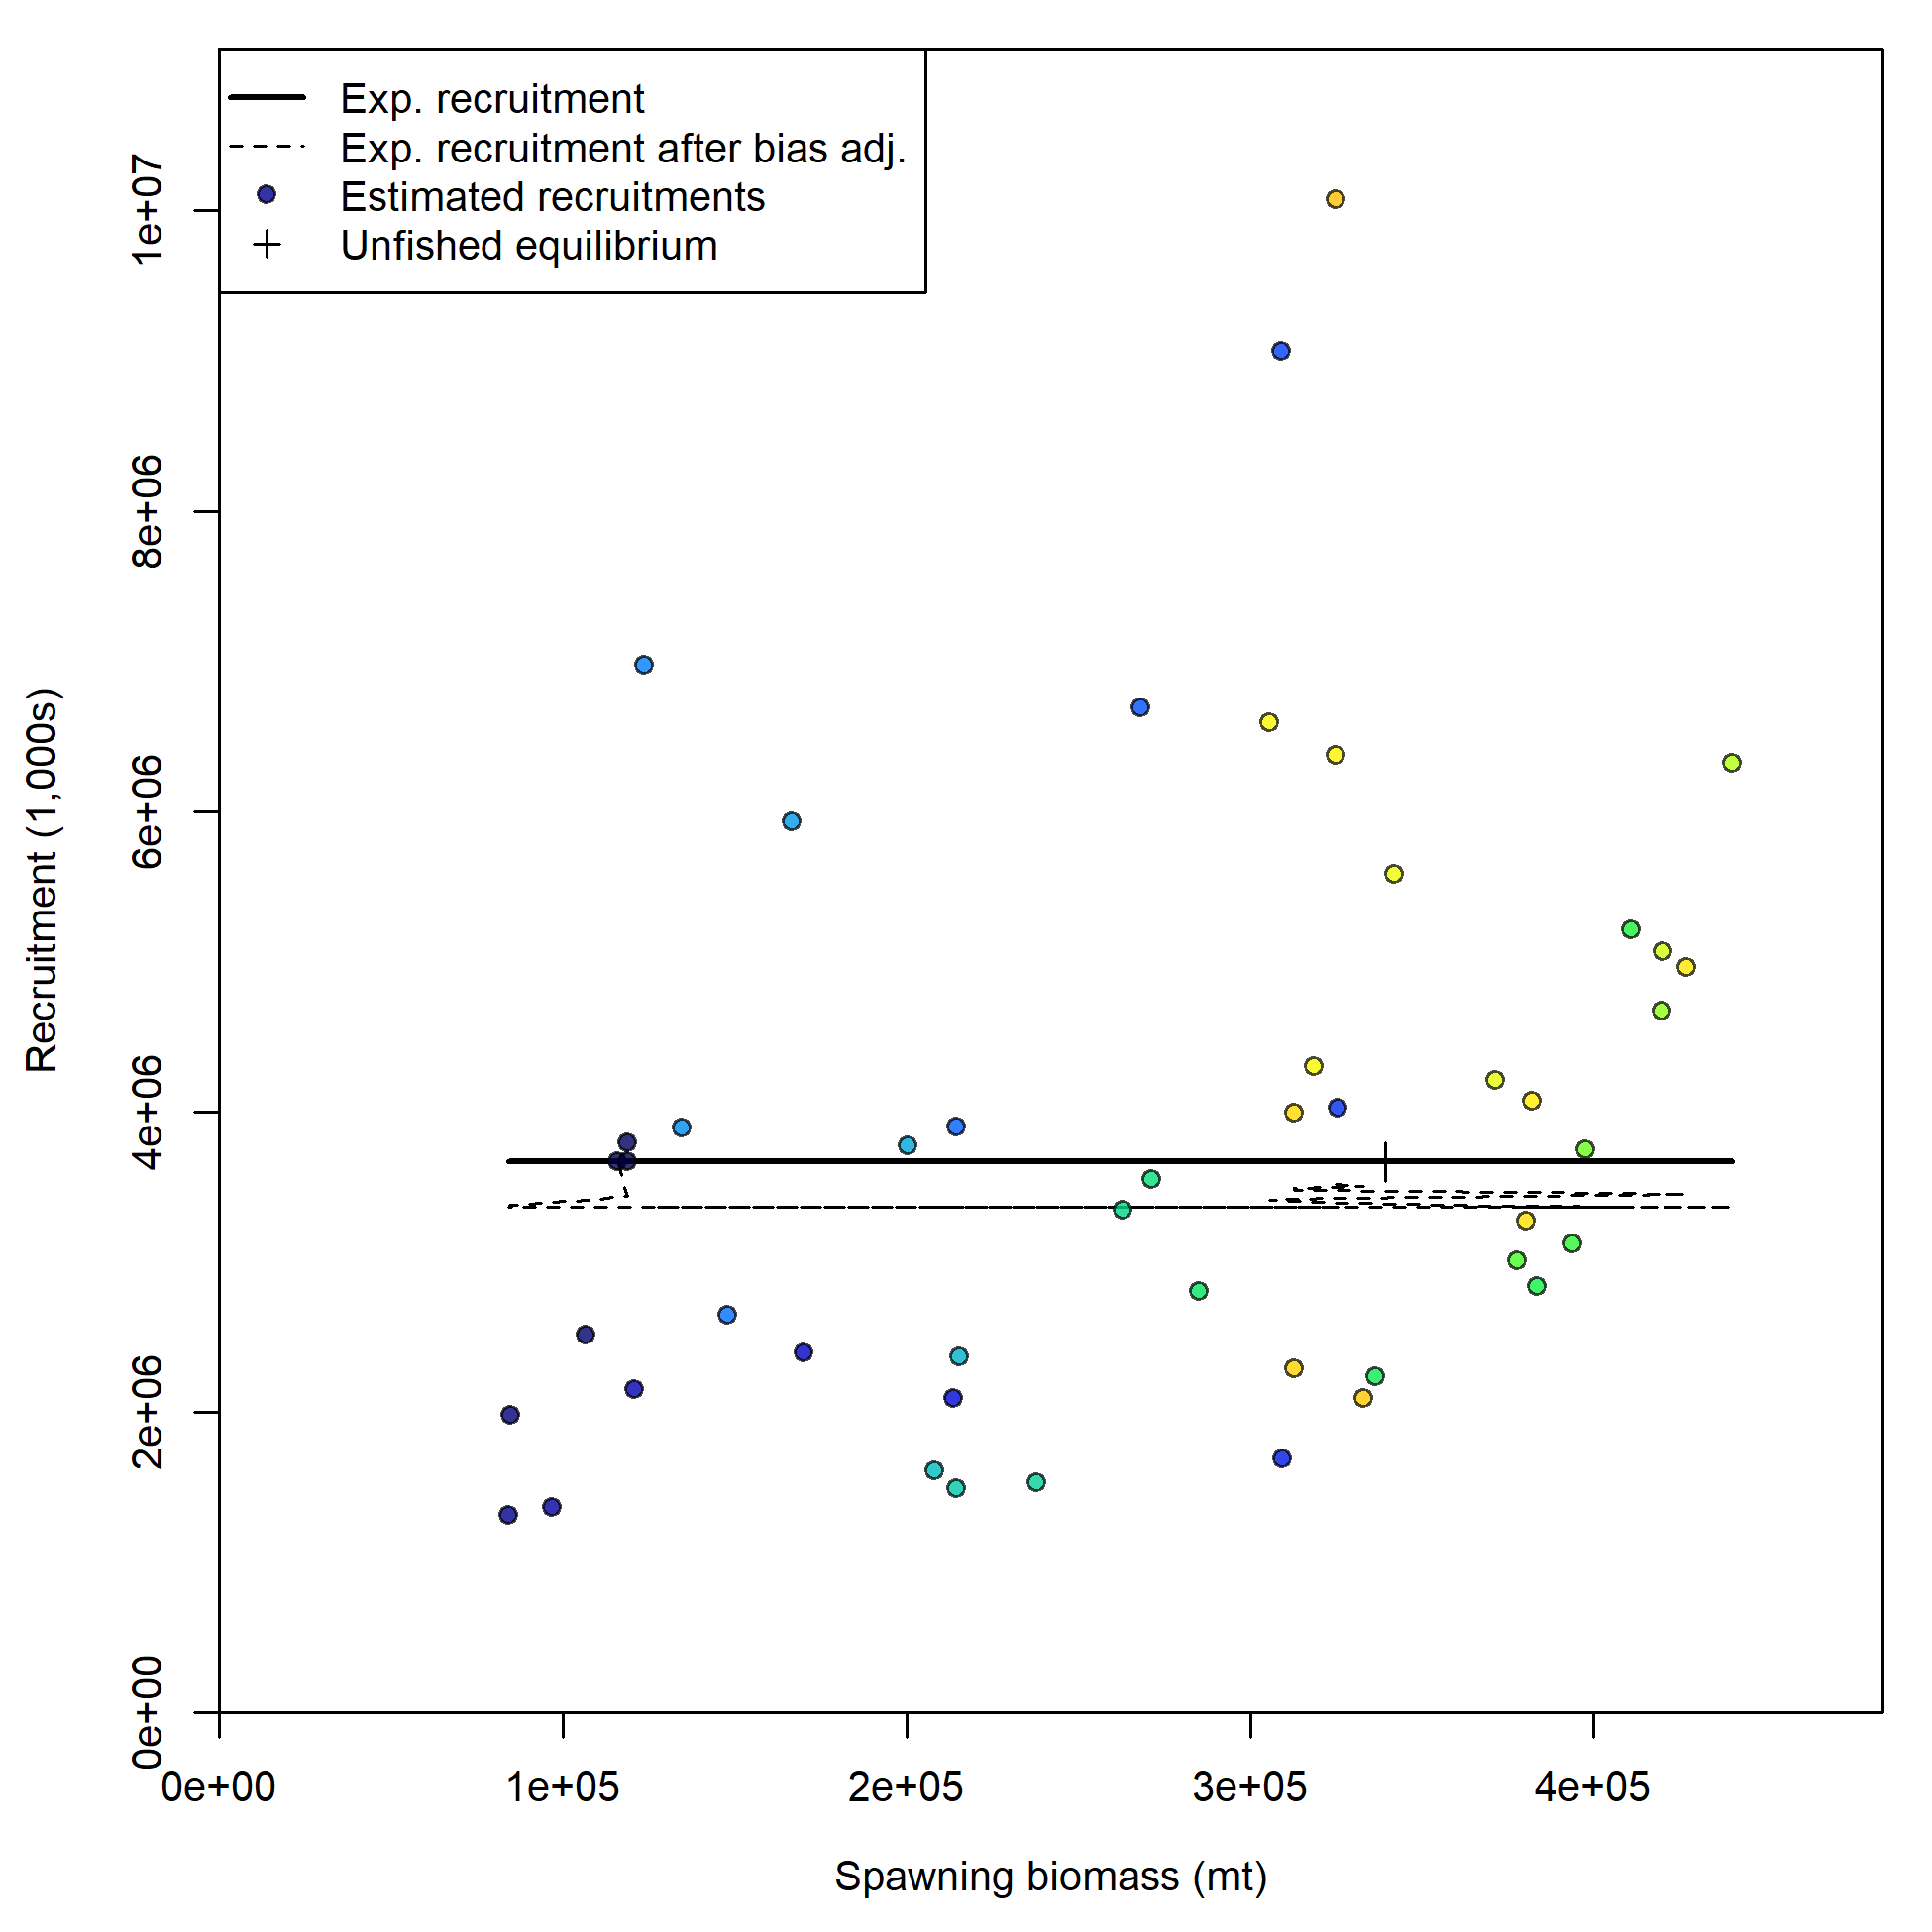 Exp. recruitment
Exp. recruitment after bias adj.
Estimated recruitments
Unfished equilibrium
Recruitment (1,000s)
1e+07
8e+06
6e+06
4e+06
2e+06
0e+00
0e+00 1e+05 2e+05 3e+05 4e+05
Spawning biomass (mt)